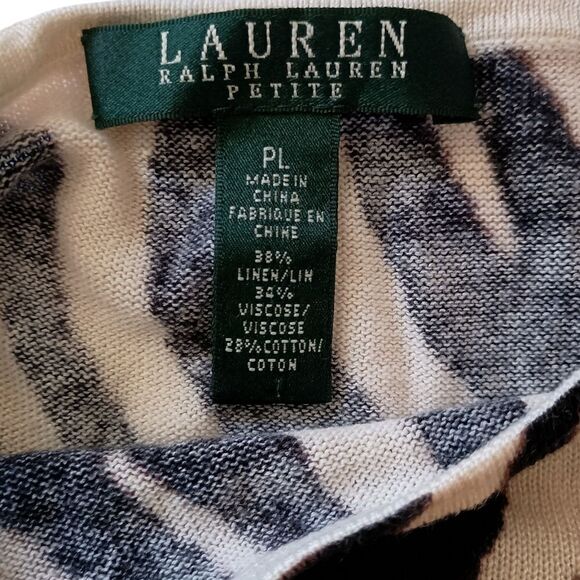 LAUREN
RALPH LAUREN
PETITE
PL
MADE IN
CHINA
FABRIQUE EN
CHINE
38%
LINEN/LIN
34%
VISCOSE/
VISCOSE
28%COTTON/
COTON